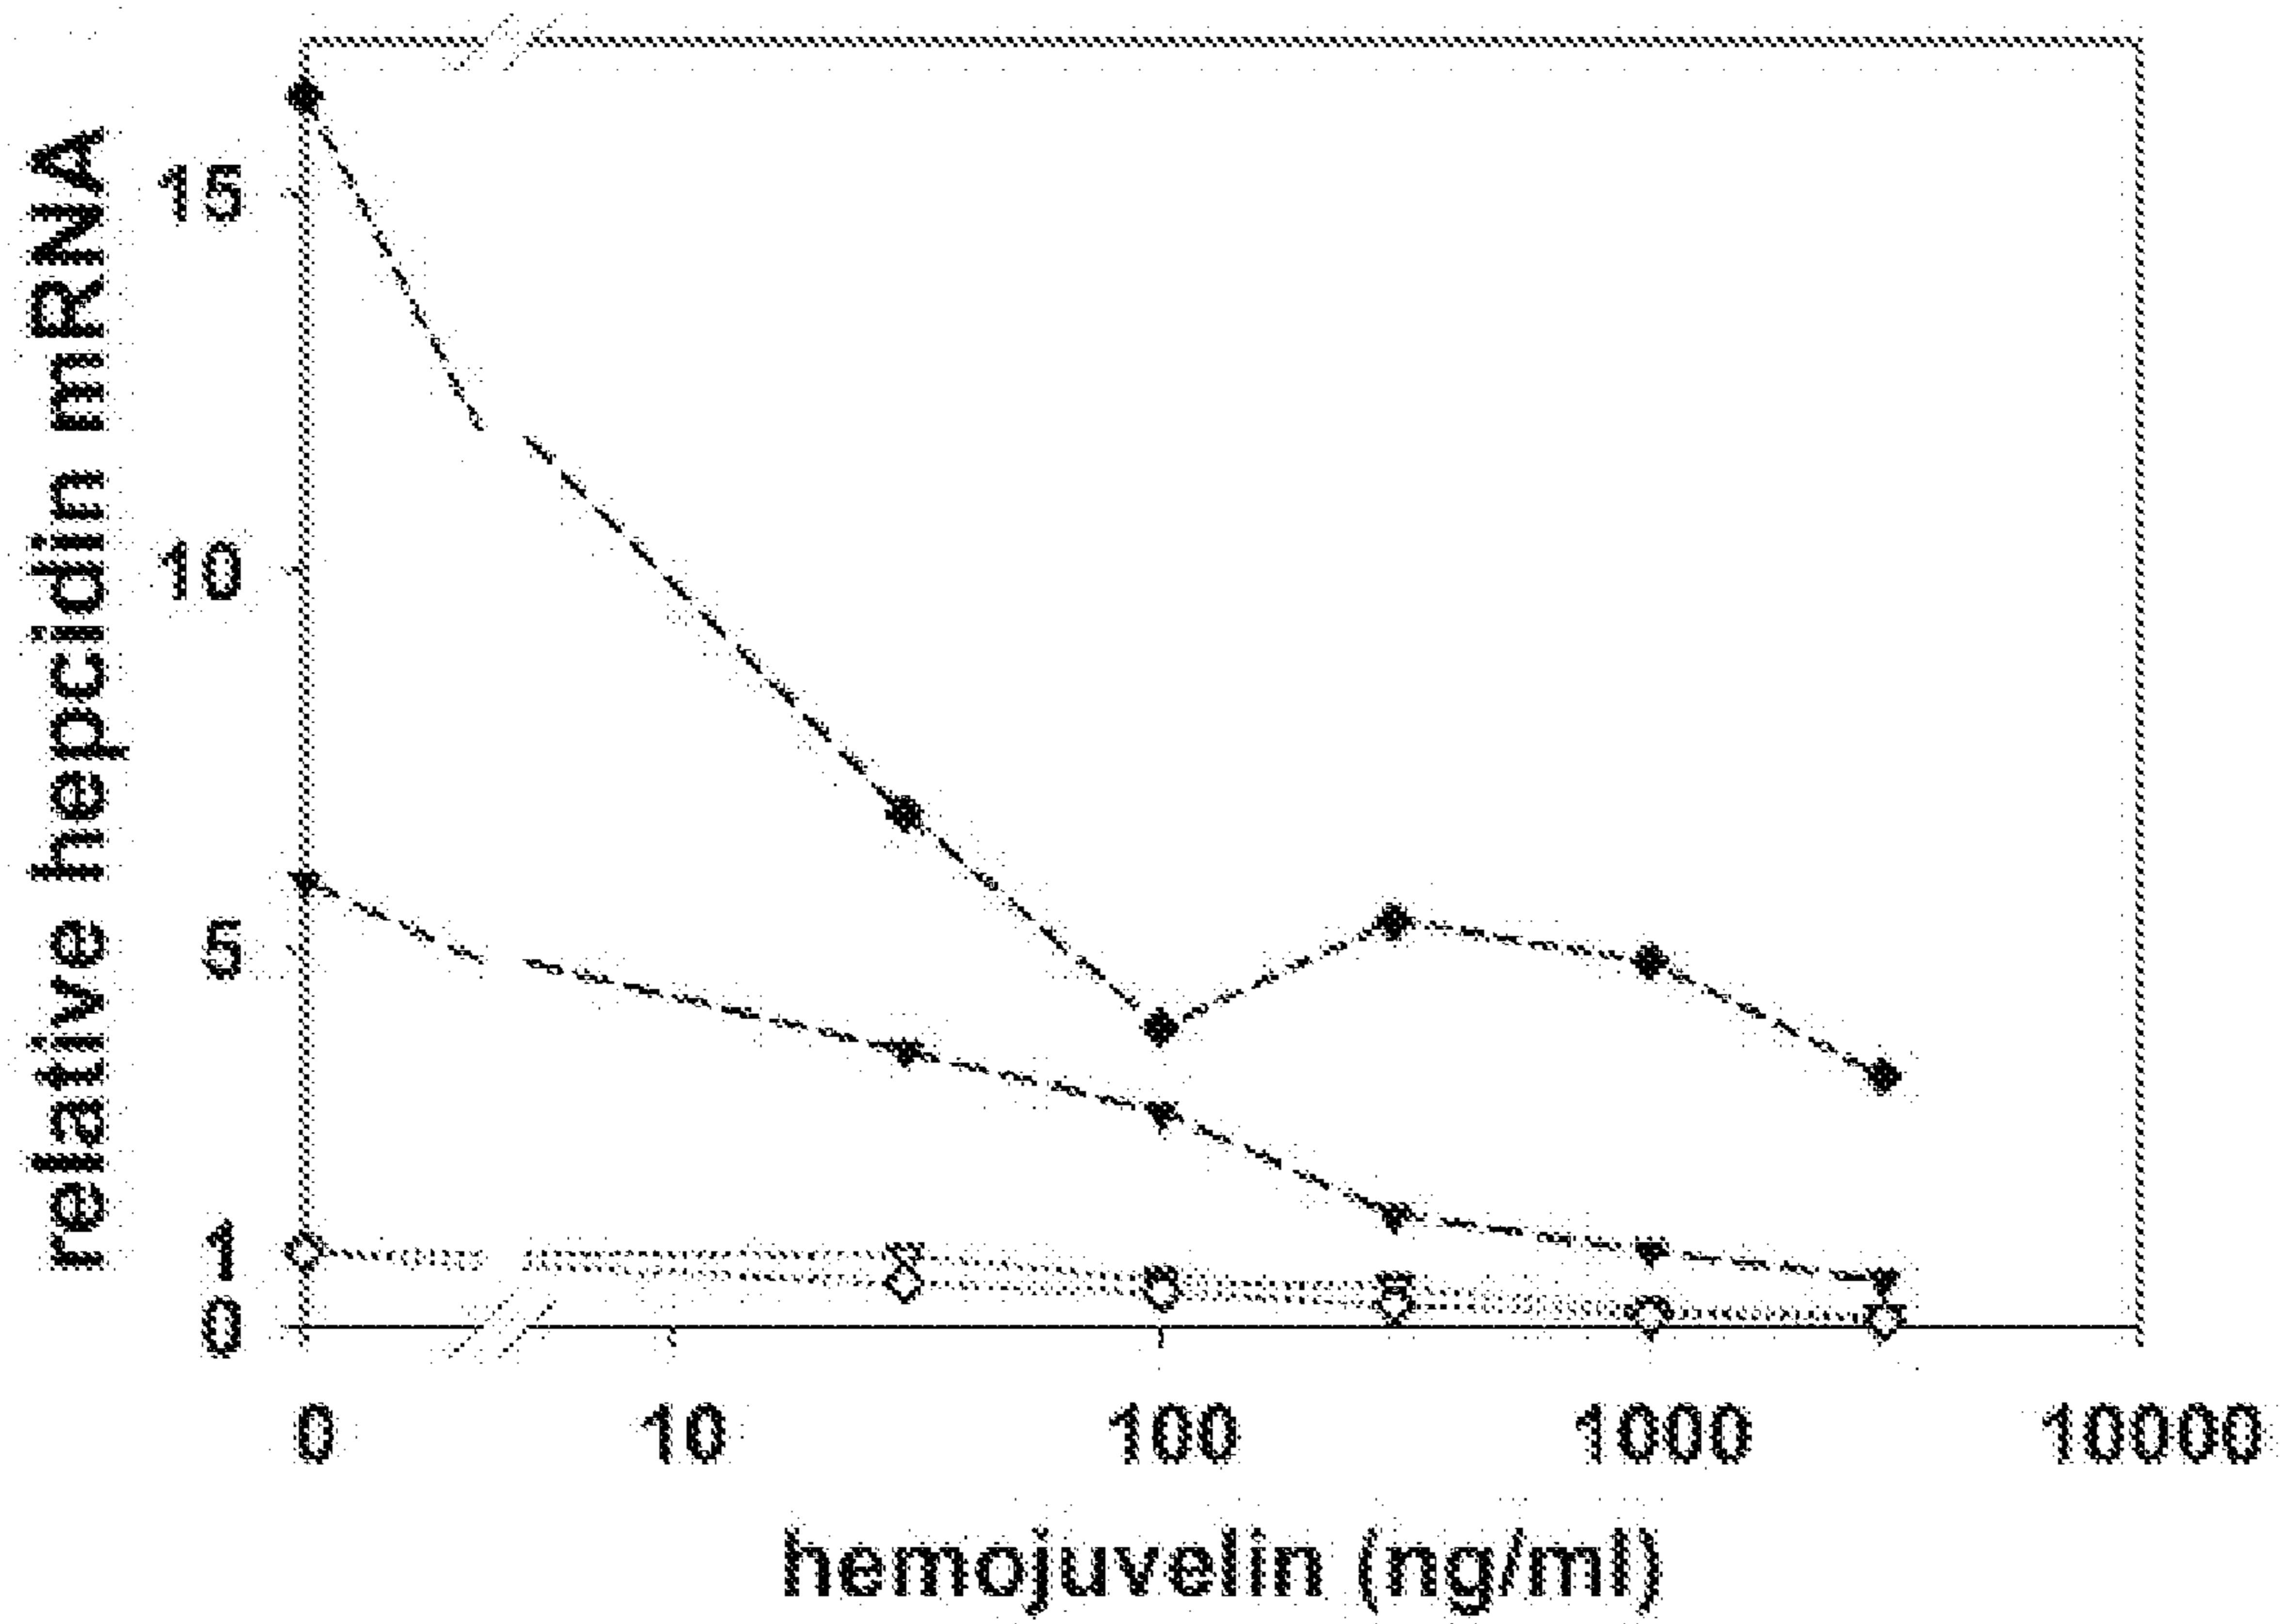 relative hepcidin mRNA
15
10
5
1
0
0 10 100 1000 10000
hemojuvelin (ng/ml)